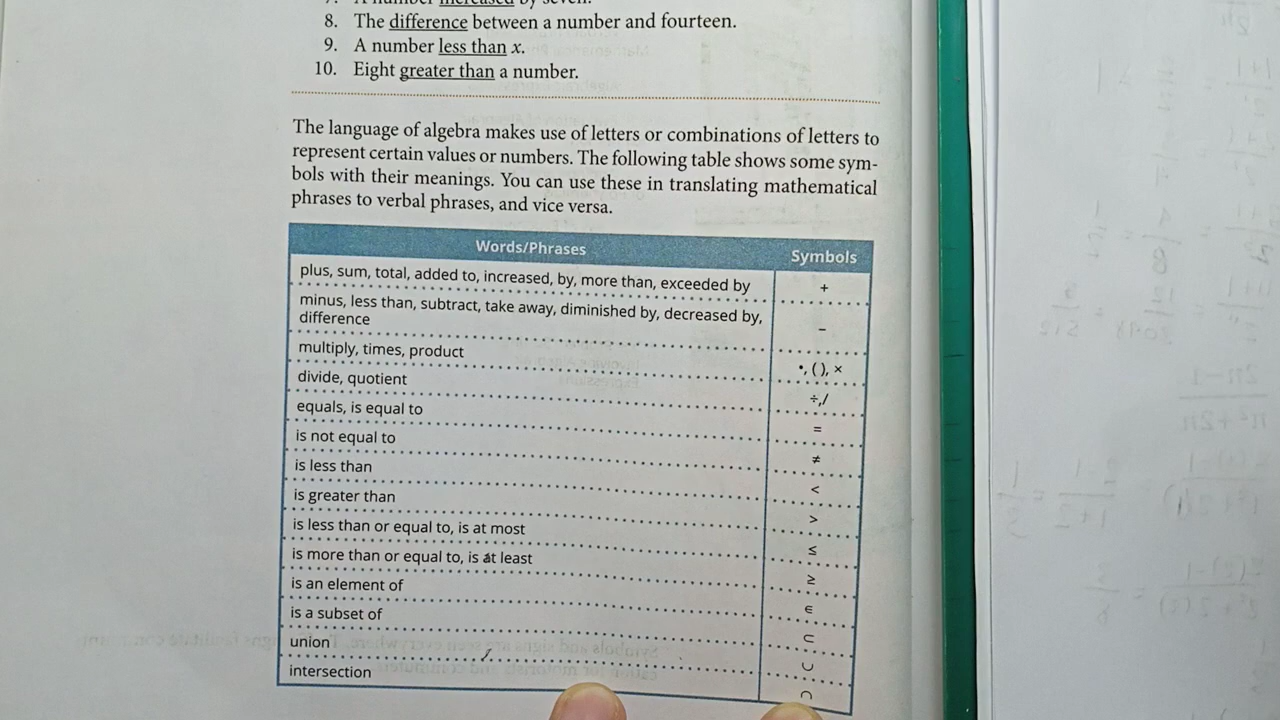 7. A number increased by seven.
8. The difference between a number and fourteen.
9. A number less than x.
10. Eight greater than a number.
The language of algebra makes use of letters or combinations of letters to
represent certain values or numbers. The following table shows some sym-
bols with their meanings. You can use these in translating mathematical
phrases to verbal phrases, and vice versa.
Words/Phrases Symbols
plus, sum, total, added to, increased, by, more than, exceeded by +
minus, less than, subtract, take away, diminished by, decreased by,
difference −
multiply, times, product •, ( ), ×
divide, quotient ÷,/
equals, is equal to =
is not equal to ≠
is less than <
is greater than >
is less than or equal to, is at most ≤
is more than or equal to, is at least ≥
is an element of ∈
is a subset of ⊂
union ∪
intersection ∩